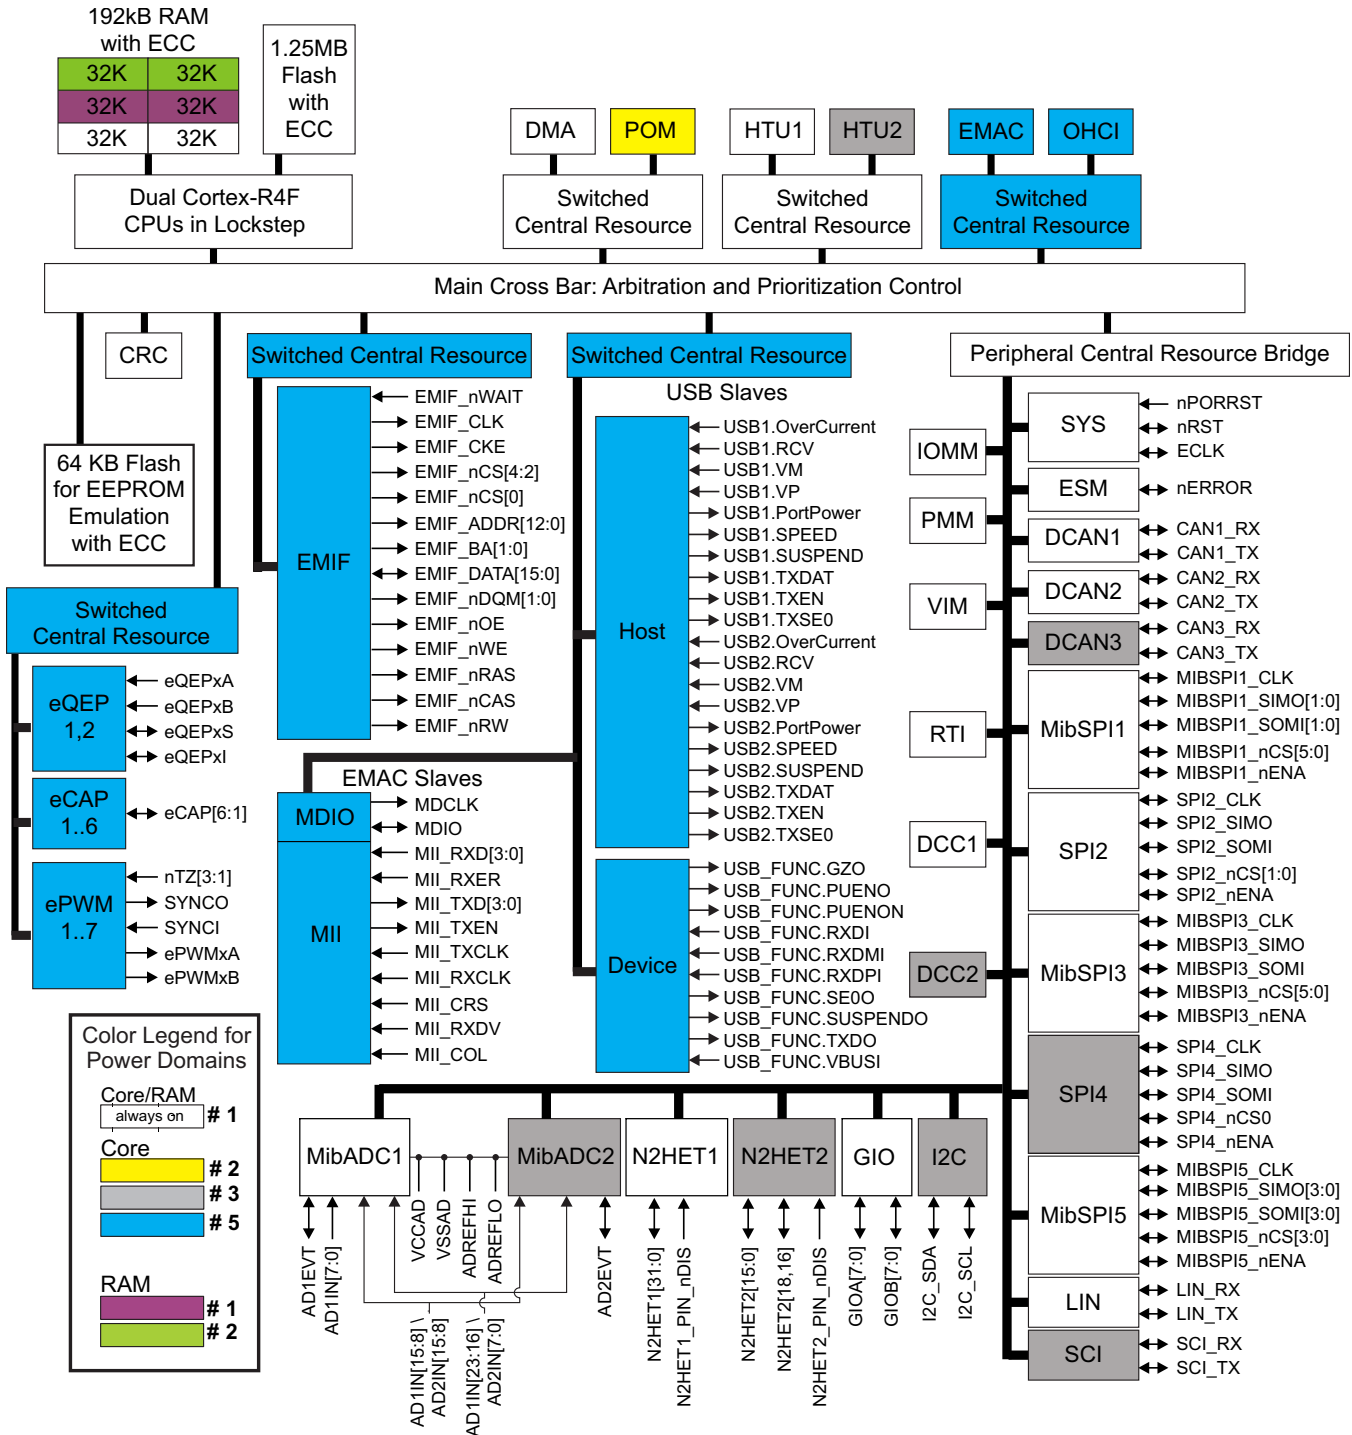 192kB RAM
with ECC
32K 32K
32K 32K
32K 32K
1.25MB
Flash
with
ECC
DMA
POM
HTU1
HTU2
EMAC
OHCI
Dual Cortex-R4F
CPUs in Lockstep
Switched
Central Resource
Switched
Central Resource
Switched
Central Resource
Main Cross Bar: Arbitration and Prioritization Control
CRC
Switched Central Resource
Switched Central Resource
Peripheral Central Resource Bridge
64 KB Flash
for EEPROM
Emulation
with ECC
Switched
Central Resource
eQEP
1,2
eQEPxA
eQEPxB
eQEPxS
eQEPxI
eCAP
1..6
eCAP[6:1]
ePWM
1..7
nTZ[3:1]
SYNCO
SYNCI
ePWMxA
ePWMxB
EMIF
EMIF_nWAIT
EMIF_CLK
EMIF_CKE
EMIF_nCS[4:2]
EMIF_nCS[0]
EMIF_ADDR[12:0]
EMIF_BA[1:0]
EMIF_DATA[15:0]
EMIF_nDQM[1:0]
EMIF_nOE
EMIF_nWE
EMIF_nRAS
EMIF_nCAS
EMIF_nRW
EMAC Slaves
MDIO
MDCLK
MDIO
MII
MII_RXD[3:0]
MII_RXER
MII_TXD[3:0]
MII_TXEN
MII_TXCLK
MII_RXCLK
MII_CRS
MII_RXDV
MII_COL
USB Slaves
Host
USB1.OverCurrent
USB1.RCV
USB1.VM
USB1.VP
USB1.PortPower
USB1.SPEED
USB1.SUSPEND
USB1.TXDAT
USB1.TXEN
USB1.TXSE0
USB2.OverCurrent
USB2.RCV
USB2.VM
USB2.VP
USB2.PortPower
USB2.SPEED
USB2.SUSPEND
USB2.TXDAT
USB2.TXEN
USB2.TXSE0
Device
USB_FUNC.GZO
USB_FUNC.PUENO
USB_FUNC.PUENON
USB_FUNC.RXDI
USB_FUNC.RXDMI
USB_FUNC.RXDPI
USB_FUNC.SE0O
USB_FUNC.SUSPENDO
USB_FUNC.TXDO
USB_FUNC.VBUSI
IOMM
PMM
VIM
RTI
DCC1
DCC2
SYS
nPORRST
nRST
ECLK
ESM
nERROR
DCAN1
CAN1_RX
CAN1_TX
DCAN2
CAN2_RX
CAN2_TX
DCAN3
CAN3_RX
CAN3_TX
MibSPI1
MIBSPI1_CLK
MIBSPI1_SIMO[1:0]
MIBSPI1_SOMI[1:0]
MIBSPI1_nCS[5:0]
MIBSPI1_nENA
SPI2
SPI2_CLK
SPI2_SIMO
SPI2_SOMI
SPI2_nCS[1:0]
SPI2_nENA
MibSPI3
MIBSPI3_CLK
MIBSPI3_SIMO
MIBSPI3_SOMI
MIBSPI3_nCS[5:0]
MIBSPI3_nENA
SPI4
SPI4_CLK
SPI4_SIMO
SPI4_SOMI
SPI4_nCS0
SPI4_nENA
MibSPI5
MIBSPI5_CLK
MIBSPI5_SIMO[3:0]
MIBSPI5_SOMI[3:0]
MIBSPI5_nCS[3:0]
MIBSPI5_nENA
LIN
LIN_RX
LIN_TX
SCI
SCI_RX
SCI_TX
MibADC1
MibADC2
N2HET1
N2HET2
GIO
I2C
AD1EVT
AD1IN[7:0]
AD1IN[15:8] \
AD2IN[15:8]
VCCAD
VSSAD
ADREFHI
ADREFLO
AD1IN[23:16] \
AD2IN[7:0]
AD2EVT
N2HET1[31:0]
N2HET1_PIN_nDIS
N2HET2[15:0]
N2HET2[18,16]
N2HET2_PIN_nDIS
GIOA[7:0]
GIOB[7:0]
I2C_SDA
I2C_SCL
Color Legend for
Power Domains
Core/RAM
always on # 1
Core
# 2
# 3
# 5
RAM
# 1
# 2